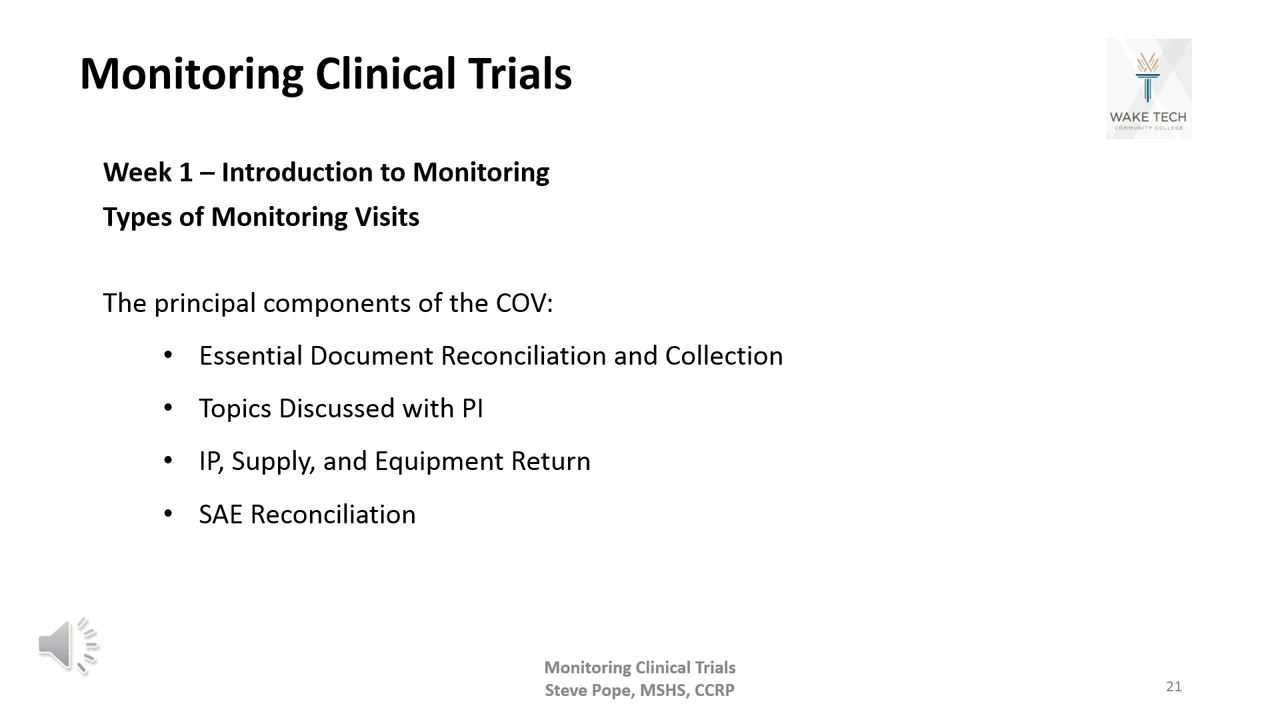 Monitoring Clinical Trials
WAKE TECH
COMMUNITY COLLEGE
Week 1 – Introduction to Monitoring
Types of Monitoring Visits
The principal components of the COV:
• Essential Document Reconciliation and Collection
• Topics Discussed with PI
• IP, Supply, and Equipment Return
• SAE Reconciliation
Monitoring Clinical Trials
Steve Pope, MSHS, CCRP
21